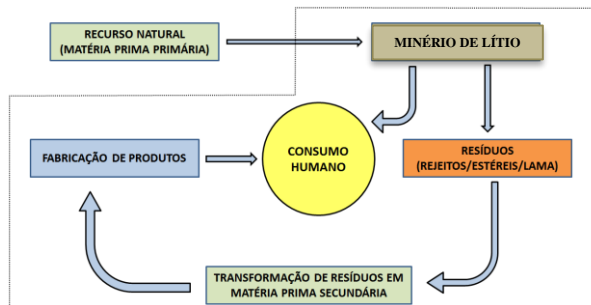 RECURSO NATURAL
(MATÉRIA PRIMA PRIMÁRIA)
MINÉRIO DE LÍTIO
FABRICAÇÃO DE PRODUTOS
CONSUMO
HUMANO
RESÍDUOS
(REJEITOS/ESTÉREIS/LAMA)
TRANSFORMAÇÃO DE RESÍDUOS EM
MATÉRIA PRIMA SECUNDÁRIA